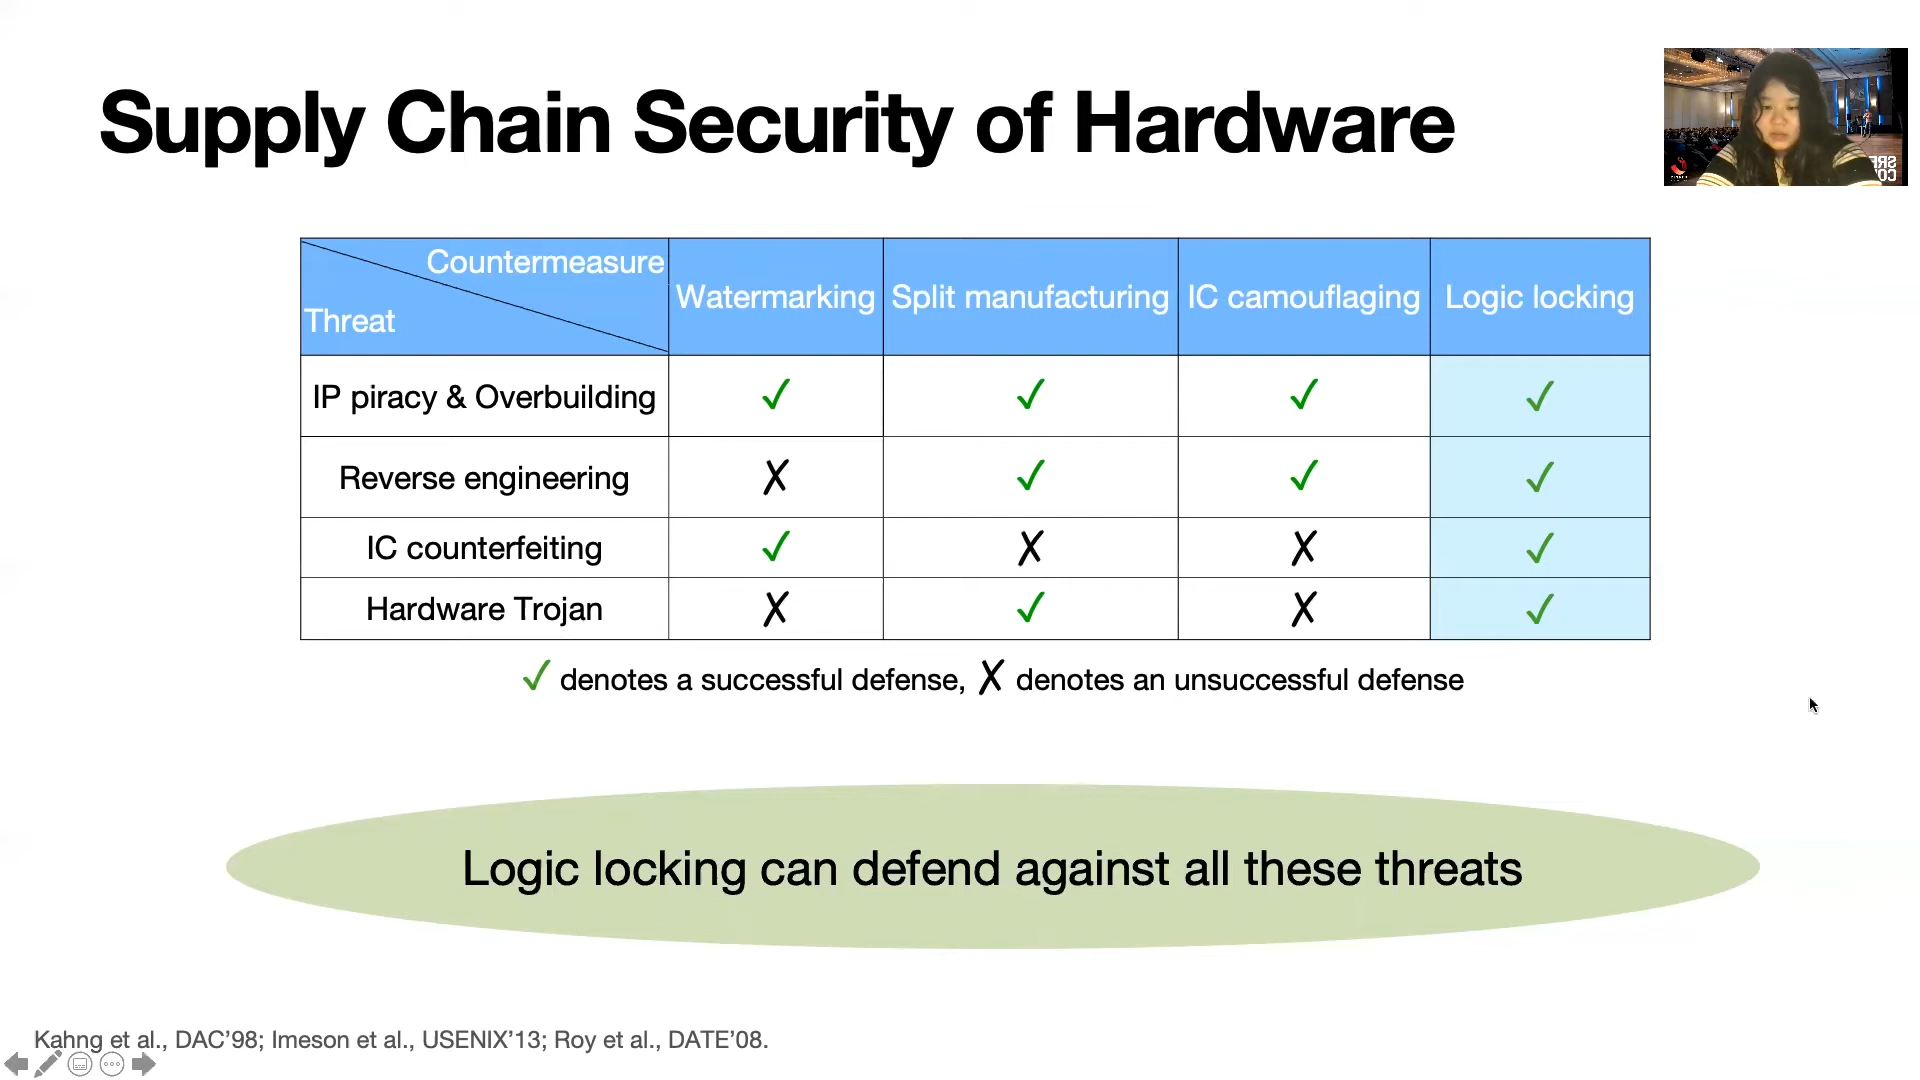 Supply Chain Security of Hardware
Countermeasure
Threat
Watermarking Split manufacturing IC camouflaging Logic locking
IP piracy & Overbuilding ✓ ✓ ✓ ✓
Reverse engineering ✗ ✓ ✓ ✓
IC counterfeiting ✓ ✗ ✗ ✓
Hardware Trojan ✗ ✓ ✗ ✓
✓ denotes a successful defense, ✗ denotes an unsuccessful defense
Logic locking can defend against all these threats
Kahng et al., DAC’98; Imeson et al., USENIX’13; Roy et al., DATE’08.